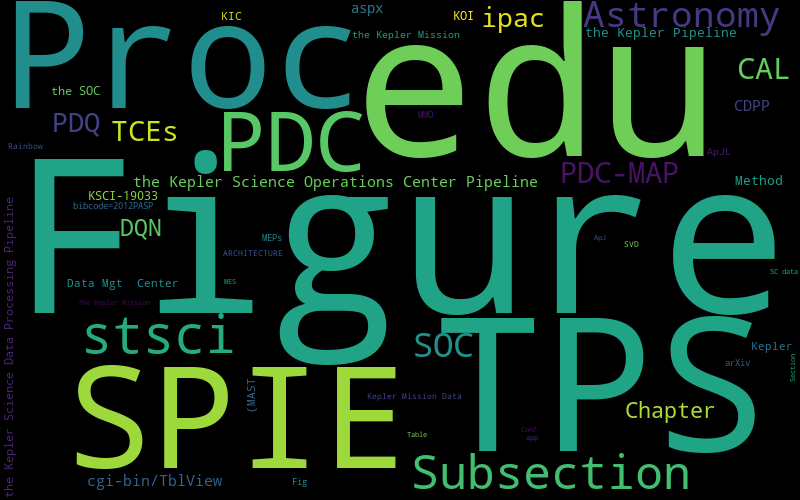 Proc
KIC
aspx
the Kepler Mission
KOI
ipac
Astronomy
the Kepler Pipeline
edu
CAL
the SOC
CDPP
PDQ
TCEs
PDC
MMO
Rainbow
ApJL
PDC-MAP
the Kepler Science Operations Center Pipeline
Method
KSCI-19033
bibcode=2012PASP
Figure
DQN
MEPs
ApJ
SVD
ARCHITECTURE
SC data
Data Mgt Center
MES
The Kepler Mission
stsci
SOC
TPS
Kepler
arXiv
Section
SPIE
(MAST
Kepler Mission Data
Chapter
Table
Conf
app
Subsection
cgi-bin/TblView
Fig
the Kepler Science Data Processing Pipeline